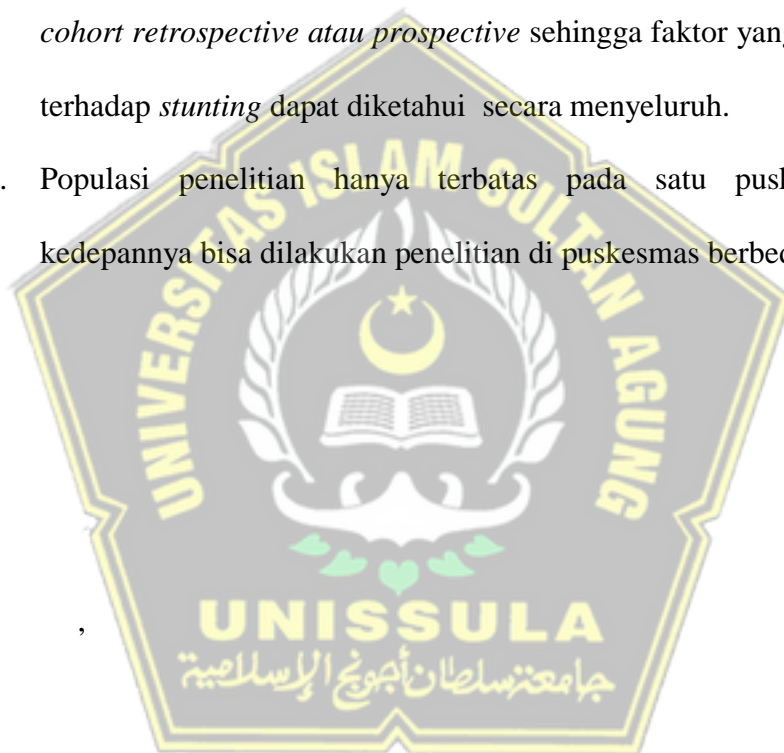 cohort retrospective atau prospective sehingga faktor yang
terhadap stunting dapat diketahui secara menyeluruh.
. Populasi penelitian hanya terbatas pada satu pusk
kedepannya bisa dilakukan penelitian di puskesmas berbed
UNIVERSITAS ISLAM SULTAN AGUNG
,
UNISSULA
جامعة سلطان أجونج الإسلامية